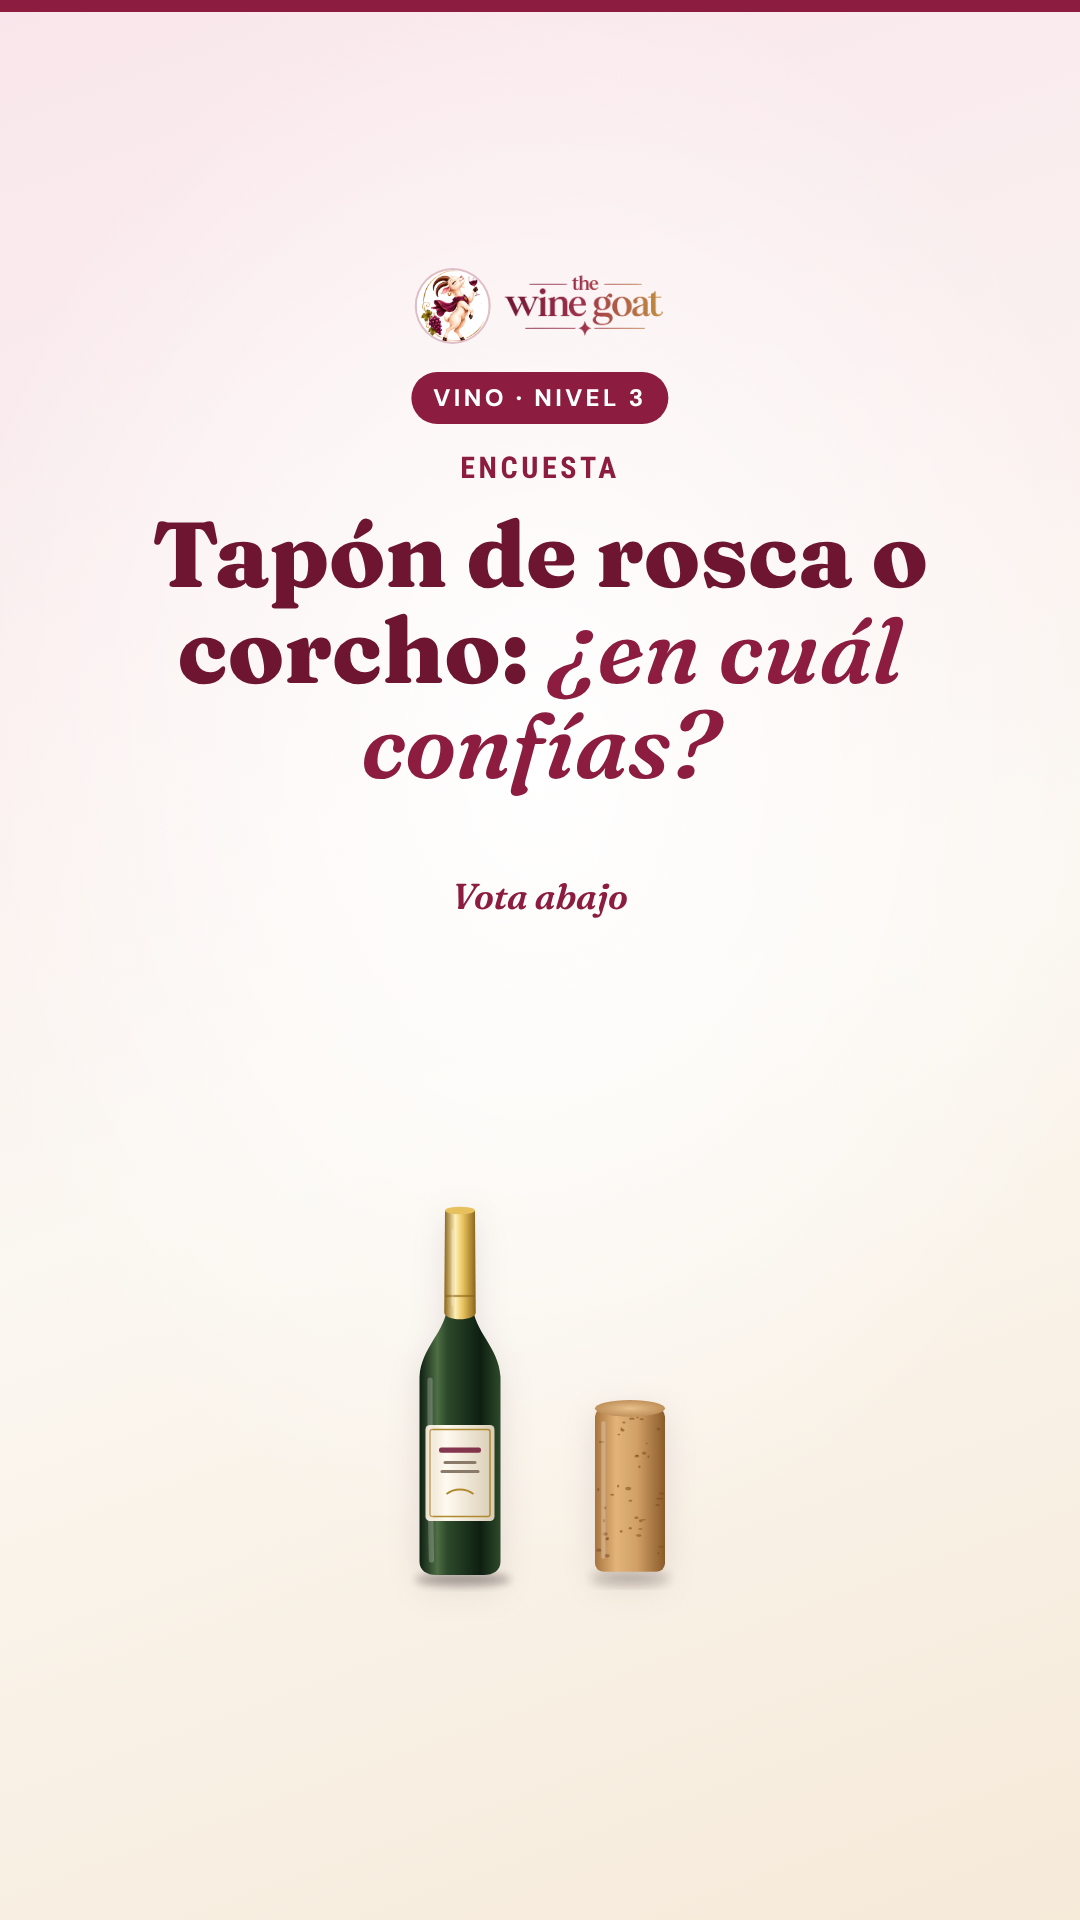 the
wine goat
VINO · NIVEL 3
ENCUESTA
Tapón de rosca o
corcho: ¿en cuál
confías?
Vota abajo